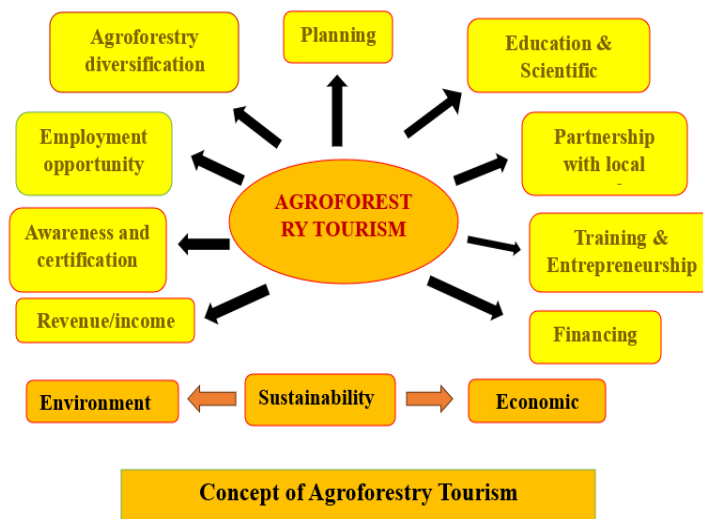 Planning
Agroforestry
diversification
Education &
Scientific
Employment
opportunity
Partnership
with local
AGROFOREST
RY TOURISM
Awareness and
certification
Training &
Entrepreneurship
Revenue/income
Financing
Environment
Sustainability
Economic
Concept of Agroforestry Tourism